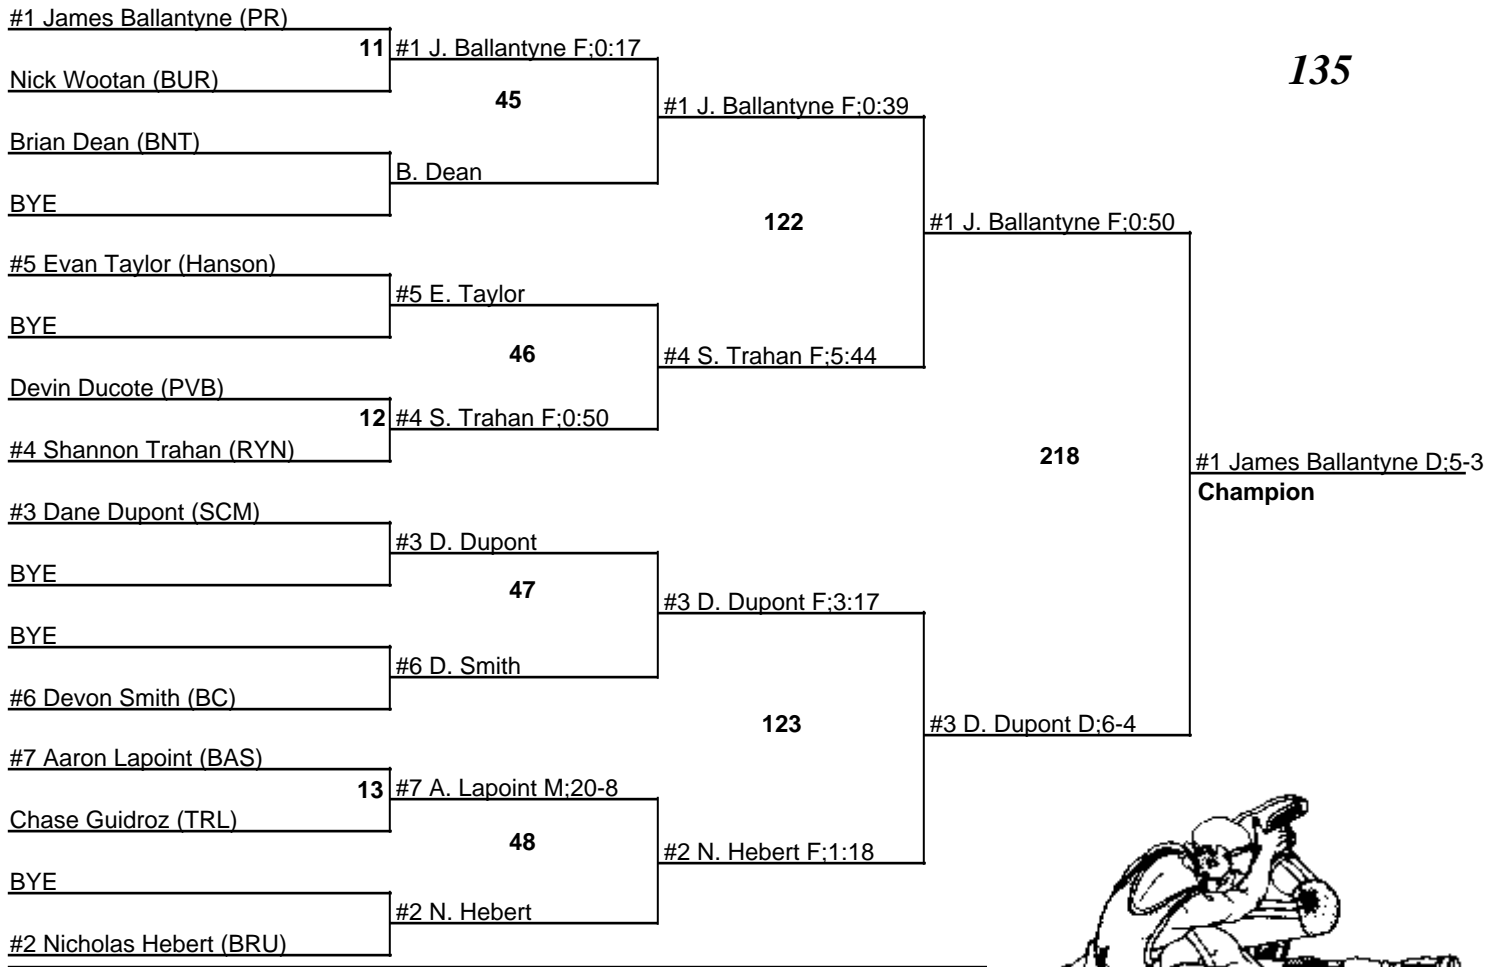 #1 James Ballantyne (PR)
11 #1 J. Ballantyne F;0:17
135
Nick Wootan (BUR)
45
#1 J. Ballantyne F;0:39
Brian Dean (BNT)
B. Dean
BYE
122
#1 J. Ballantyne F;0:50
#5 Evan Taylor (Hanson)
#5 E. Taylor
BYE
46
#4 S. Trahan F;5:44
Devin Ducote (PVB)
12 #4 S. Trahan F;0:50
#4 Shannon Trahan (RYN)
218
#1 James Ballantyne D;5-3
Champion
#3 Dane Dupont (SCM)
#3 D. Dupont
BYE
47
#3 D. Dupont F;3:17
BYE
#6 D. Smith
#6 Devon Smith (BC)
123
#3 D. Dupont D;6-4
#7 Aaron Lapoint (BAS)
13 #7 A. Lapoint M;20-8
Chase Guidroz (TRL)
48
#2 N. Hebert F;1:18
BYE
#2 N. Hebert
#2 Nicholas Hebert (BRU)